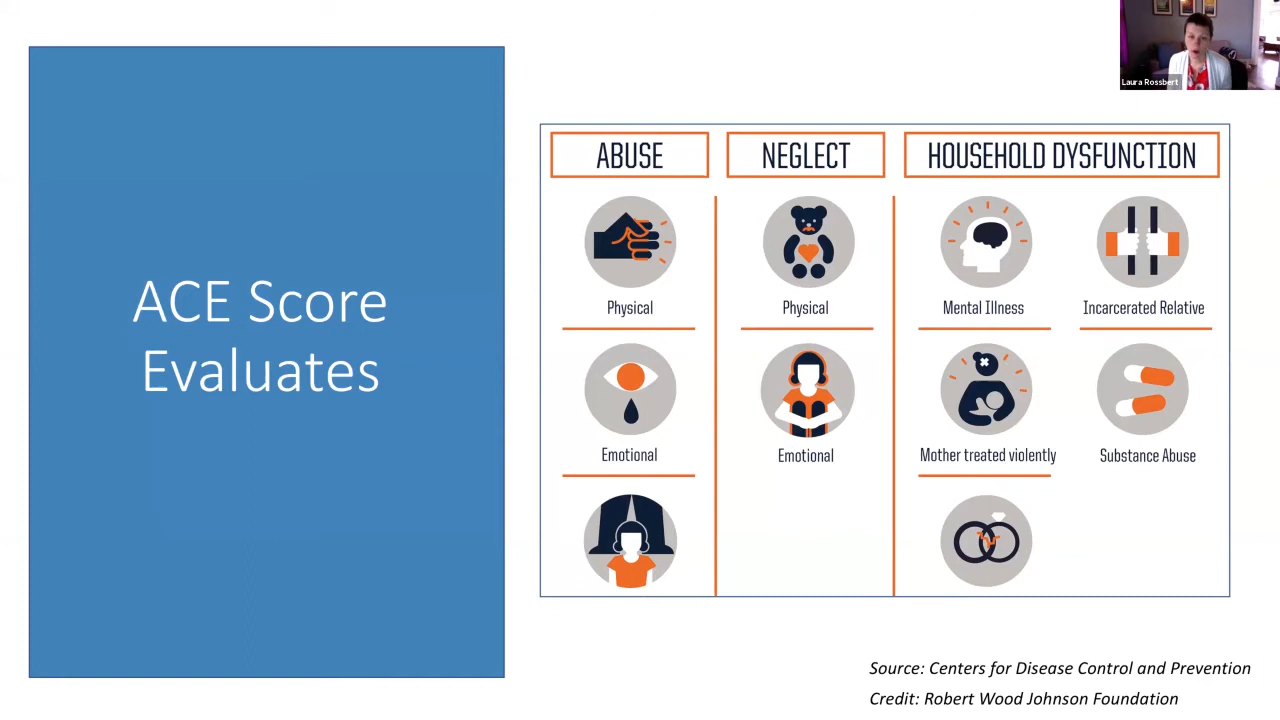 Laura Rossbert
ACE Score
Evaluates
ABUSE
NEGLECT
HOUSEHOLD DYSFUNCTION
Physical
Physical
Mental Illness
Incarcerated Relative
Emotional
Emotional
Mother treated violently
Substance Abuse
Source: Centers for Disease Control and Prevention
Credit: Robert Wood Johnson Foundation